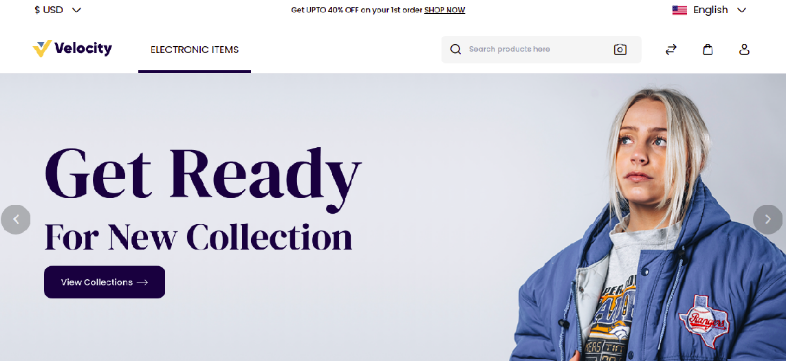 $ USD
Get UPTO 40% OFF on your 1st order SHOP NOW
English
Velocity
ELECTRONIC ITEMS
Search products here
Get Ready
For New Collection
View Collections
Rangers